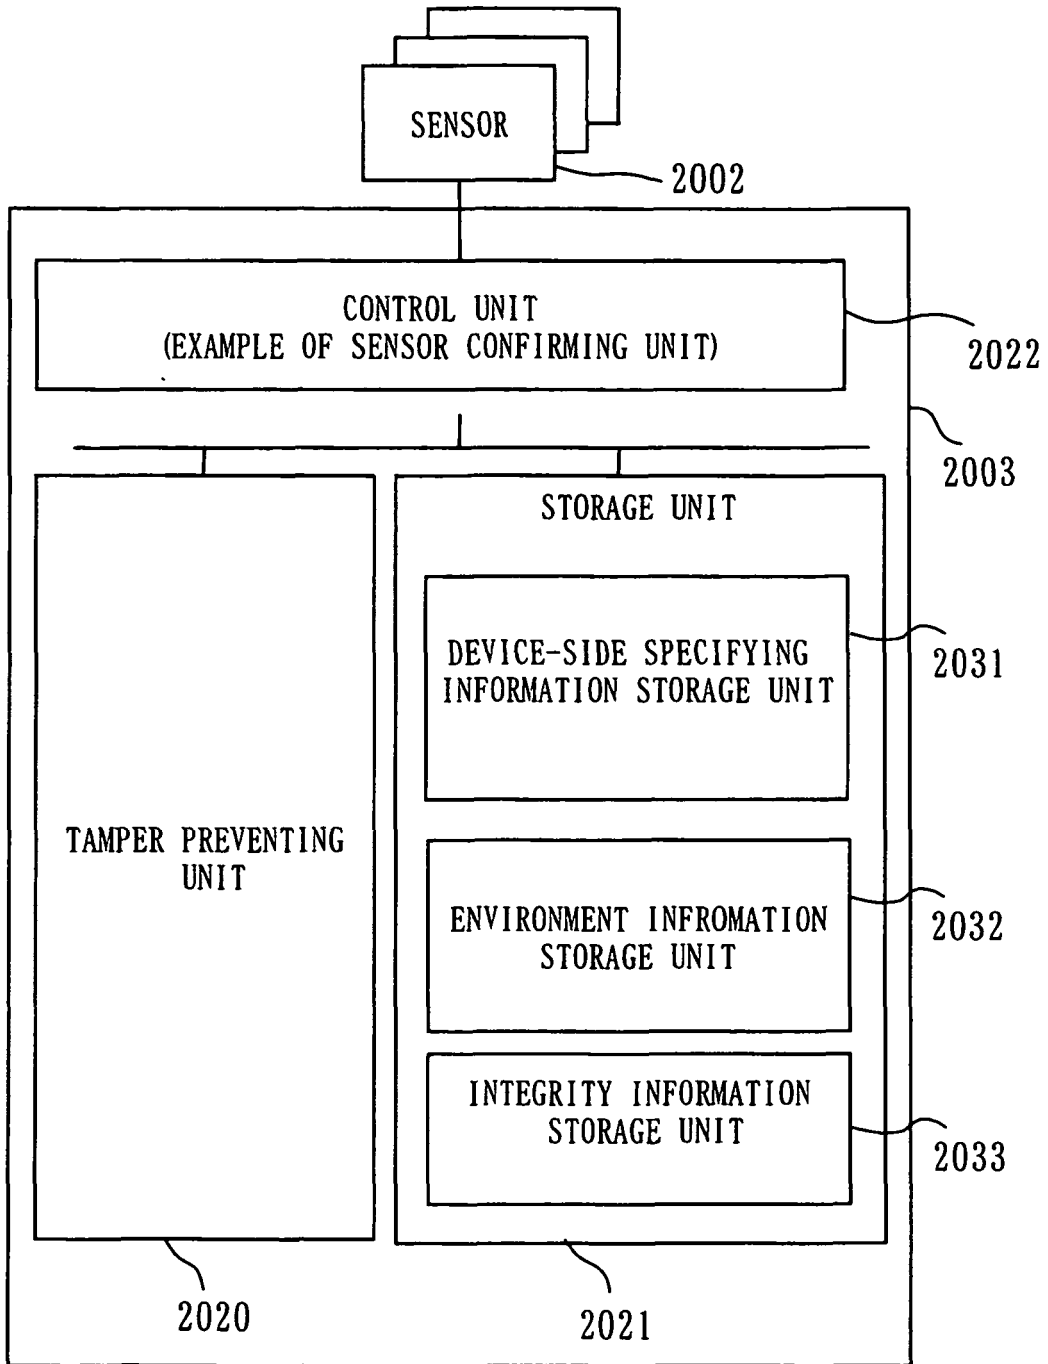 SENSOR
2002
CONTROL UNIT
(EXAMPLE OF SENSOR CONFIRMING UNIT)
2022
2003
STORAGE UNIT
DEVICE-SIDE SPECIFYING
INFORMATION STORAGE UNIT
2031
TAMPER PREVENTING
UNIT
ENVIRONMENT INFROMATION
STORAGE UNIT
2032
INTEGRITY INFORMATION
STORAGE UNIT
2033
2020
2021